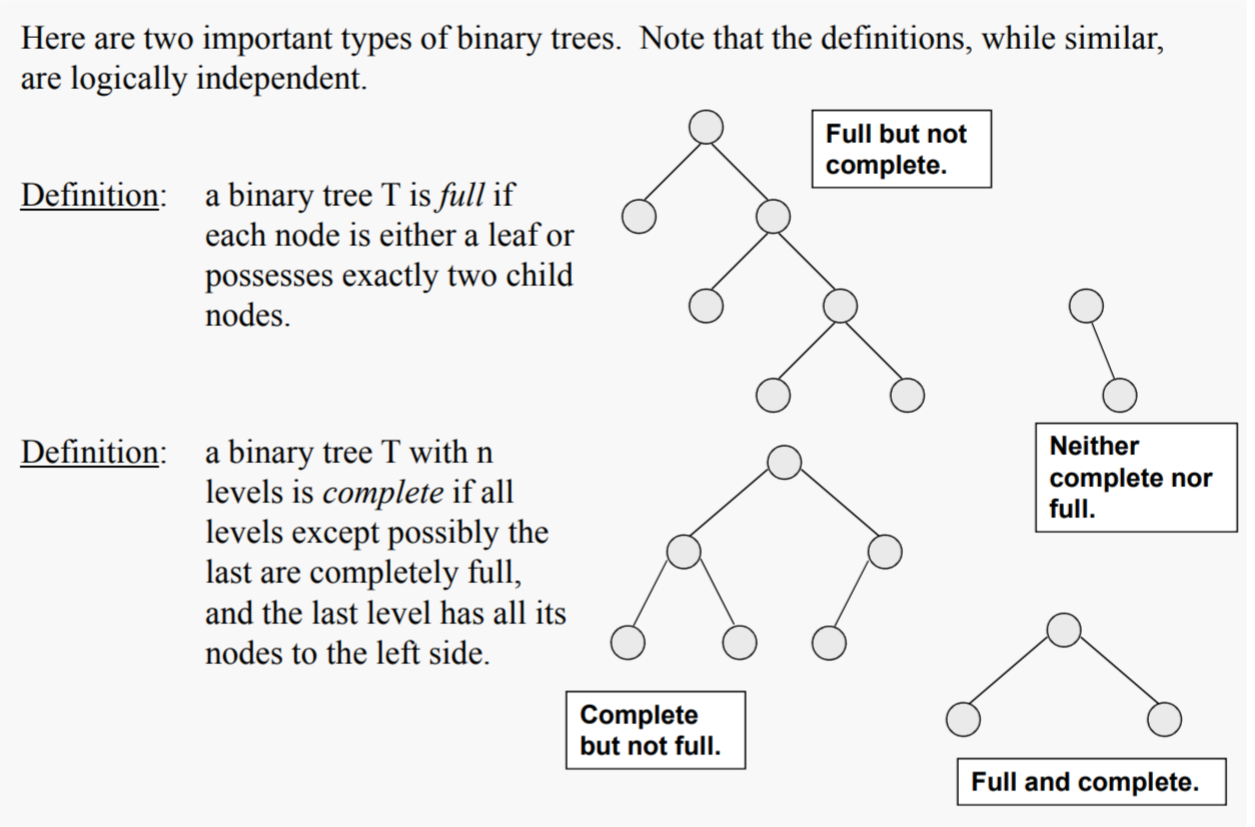 Here are two important types of binary trees. Note that the definitions, while similar,
are logically independent.
Full but not
complete.
Definition: a binary tree T is full if
each node is either a leaf or
possesses exactly two child
nodes.
Definition: a binary tree T with n
levels is complete if all
levels except possibly the
last are completely full,
and the last level has all its
nodes to the left side.
Neither
complete nor
full.
Complete
but not full.
Full and complete.